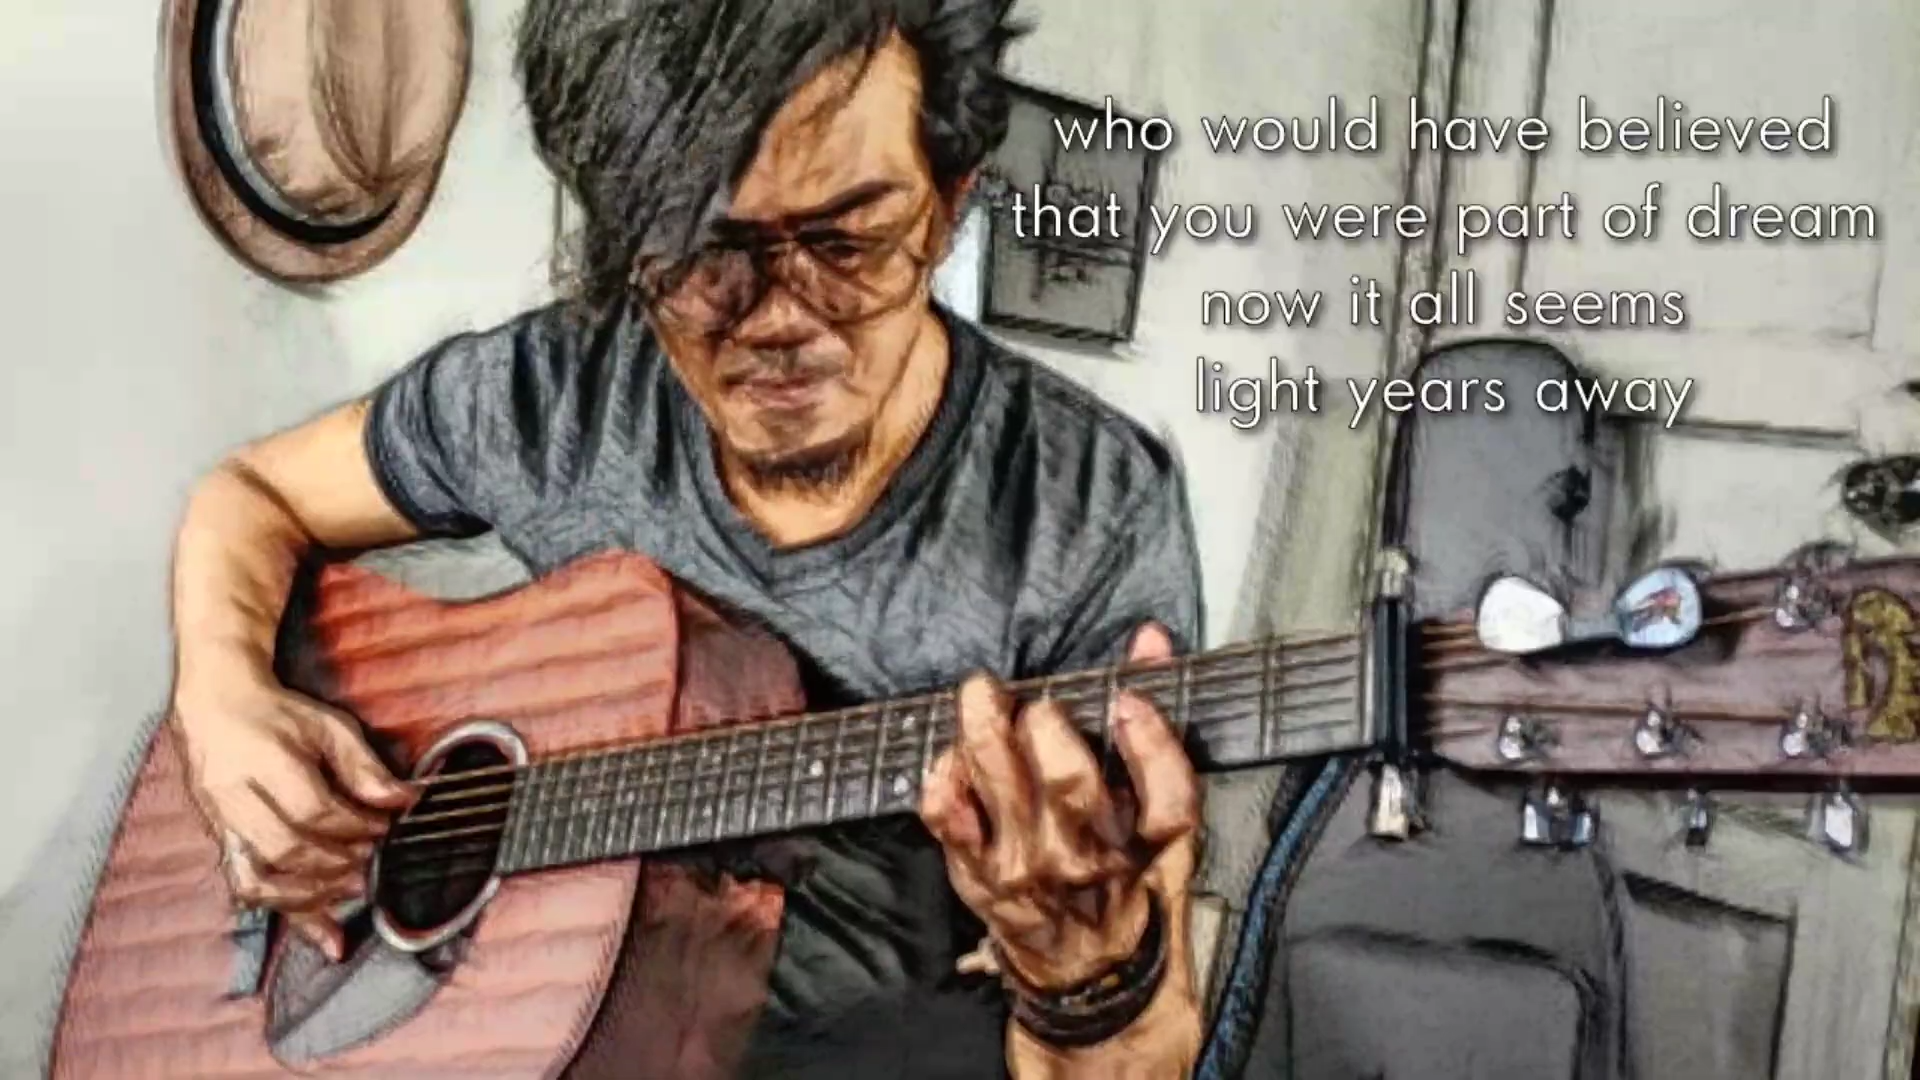 who would have believed
that you were part of dream
now it all seems
light years away